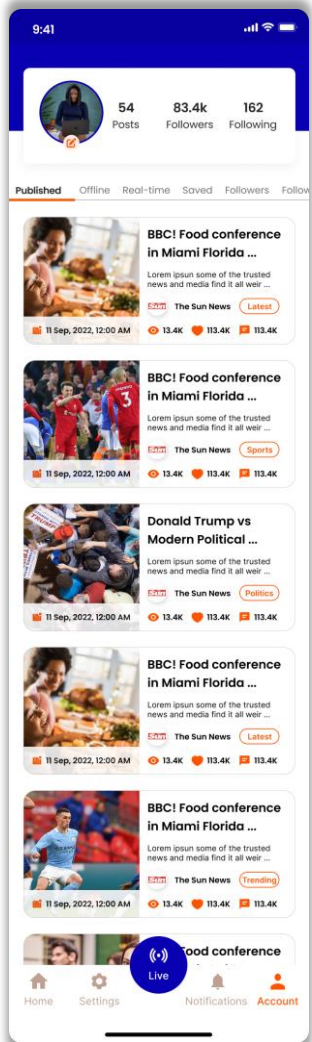 9:41
54 83.4k 162
Posts Followers Following
Published Offline Real-time Saved Followers Follow
BBC! Food conference
in Miami Florida ...
Lorem ipsun some of the trusted
news and media find it all weir ...
Sun The Sun News Latest
11 Sep, 2022, 12:00 AM 13.4K 113.4K 113.4K
BBC! Food conference
in Miami Florida ...
Lorem ipsun some of the trusted
news and media find it all weir ...
Sun The Sun News Sports
3
11 Sep, 2022, 12:00 AM 13.4K 113.4K 113.4K
Donald Trump vs
Modern Political ...
TRUMP
Lorem ipsun some of the trusted
news and media find it all weir ...
Sun The Sun News Politics
11 Sep, 2022, 12:00 AM 13.4K 113.4K 113.4K
BBC! Food conference
in Miami Florida ...
Lorem ipsun some of the trusted
news and media find it all weir ...
Sun The Sun News Latest
11 Sep, 2022, 12:00 AM 13.4K 113.4K 113.4K
BBC! Food conference
in Miami Florida ...
Lorem ipsun some of the trusted
news and media find it all weir ...
Sun The Sun News Trending
11 Sep, 2022, 12:00 AM 13.4K 113.4K 113.4K
Food conference
Live
Home Settings Notifications Account